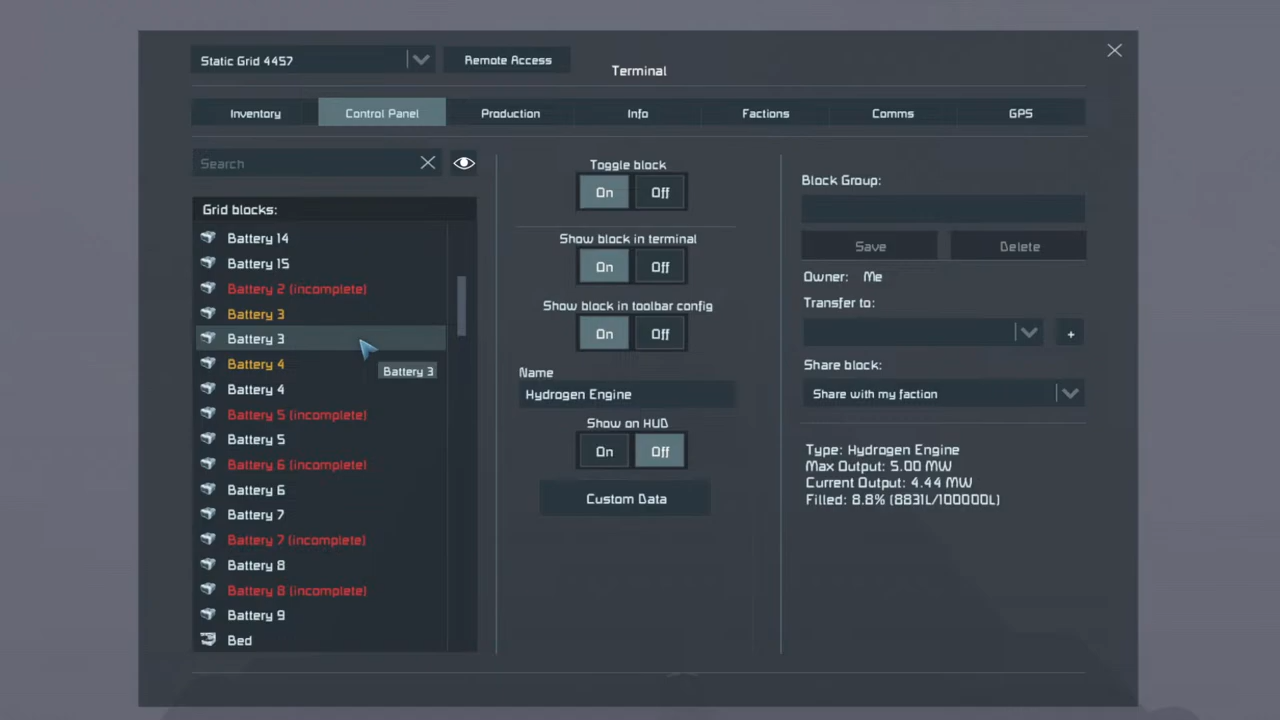 Static Grid 4457
Remote Access
Terminal
Inventory
Control Panel
Production
Info
Factions
Comms
GPS
Search
Grid blocks:
Battery 14
Battery 15
Battery 2 (incomplete)
Battery 3
Battery 3
Battery 3
Battery 4
Battery 4
Battery 5 (incomplete)
Battery 5
Battery 6 (incomplete)
Battery 6
Battery 7
Battery 7 (incomplete)
Battery 8
Battery 8 (incomplete)
Battery 9
Bed
Toggle block
On Off
Show block in terminal
On Off
Show block in toolbar config
On Off
Name
Hydrogen Engine
Show on HUD
On Off
Custom Data
Block Group:
Save Delete
Owner: Me
Transfer to:
+
Share block:
Share with my faction
Type: Hydrogen Engine
Max Output: 5.00 MW
Current Output: 4.44 MW
Filled: 8.8% (8831L/100000L)